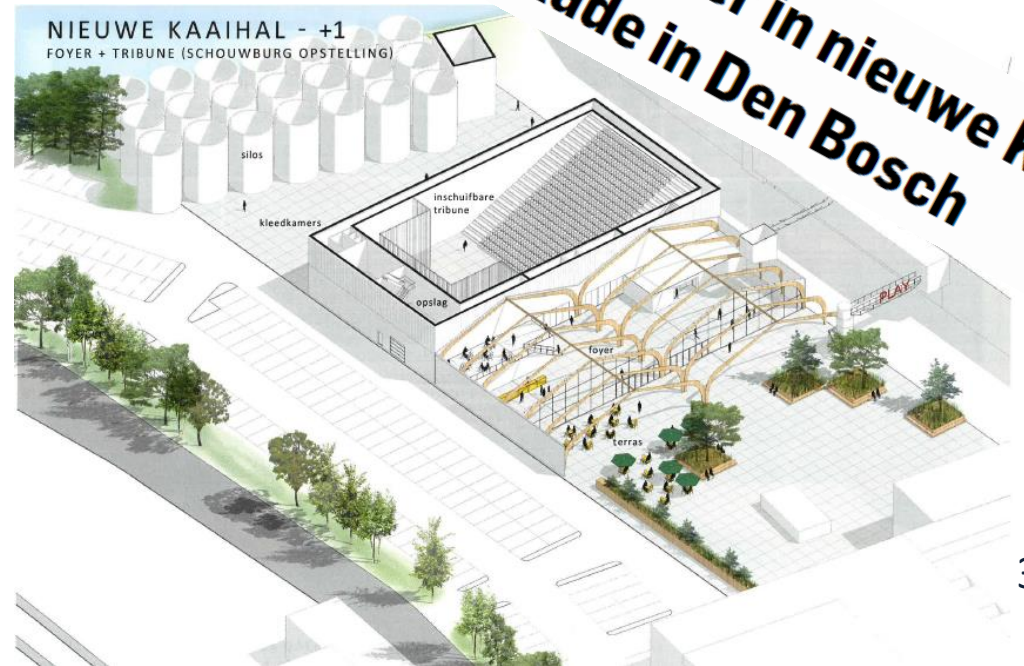 NIEUWE KAAIHAL - +1
FOYER + TRIBUNE (SCHOUWBURG OPSTELLING)
in nieuwe
in Den Bosch
silos
inschuifbare
tribune
kleedkamers
opslag
PLAY
foyer
terras